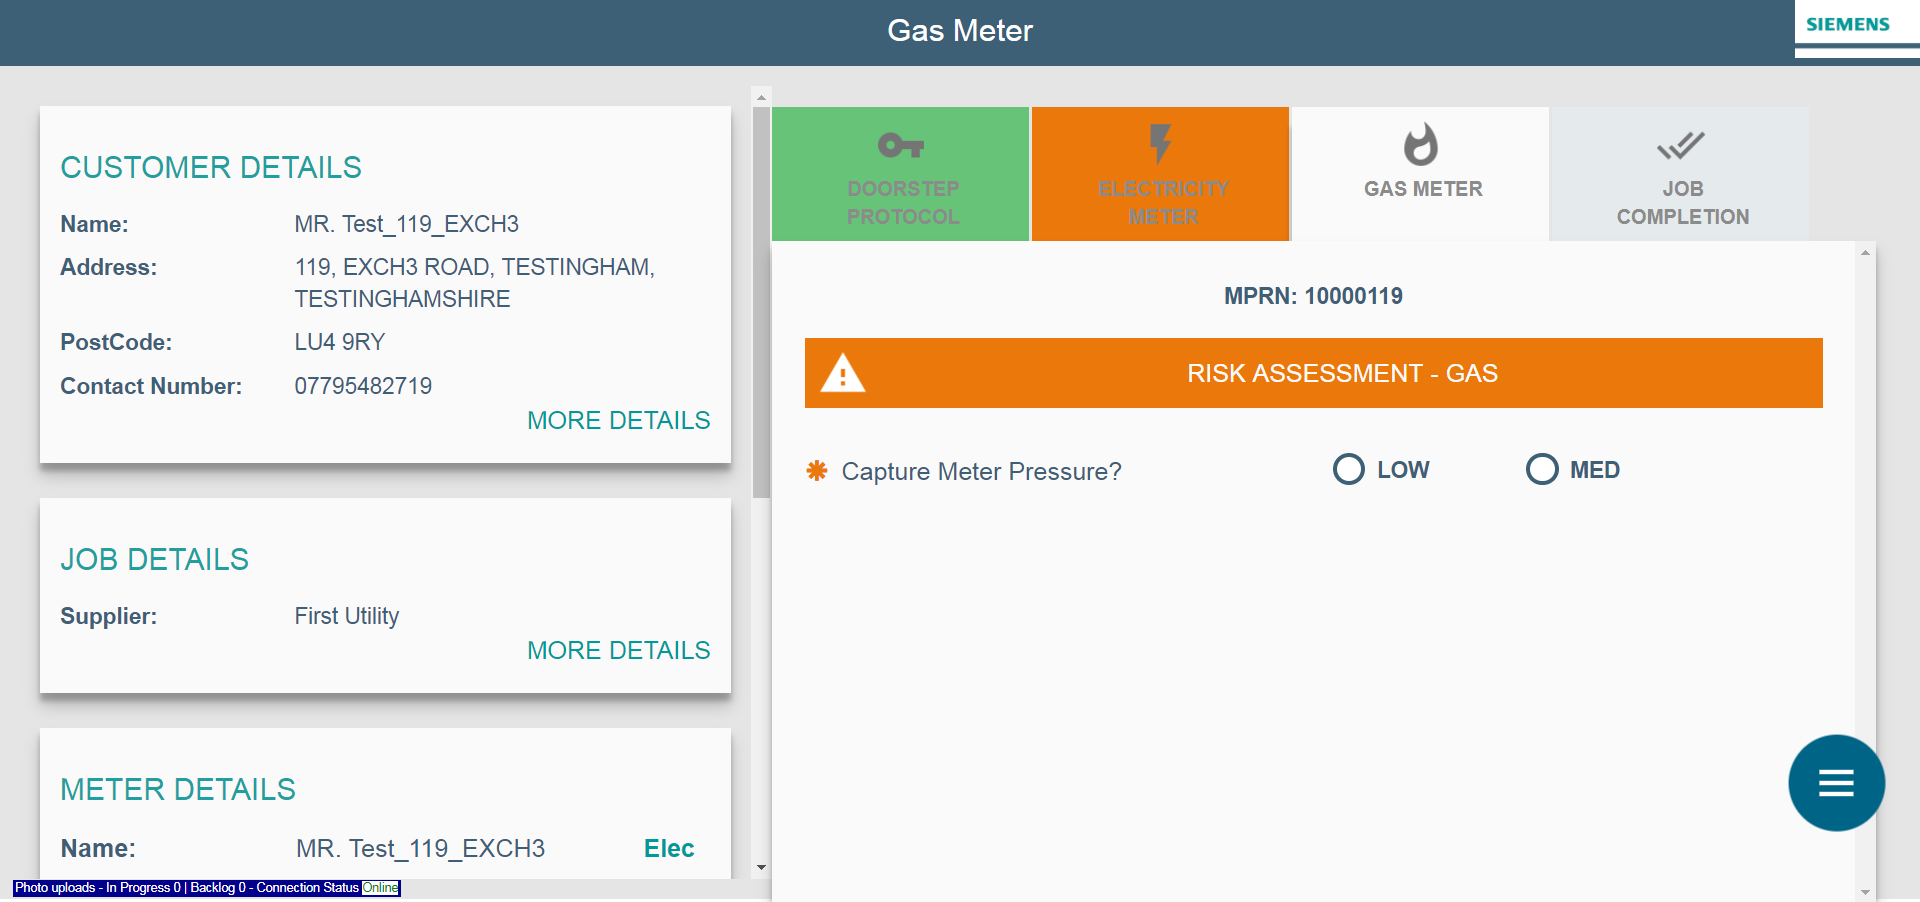 Gas Meter
SIEMENS
CUSTOMER DETAILS
Name: MR. Test_119_EXCH3
Address: 119, EXCH3 ROAD, TESTINGHAM,
TESTINGHAMSHIRE
PostCode: LU4 9RY
Contact Number: 07795482719
MORE DETAILS
JOB DETAILS
Supplier: First Utility
MORE DETAILS
METER DETAILS
Name: MR. Test_119_EXCH3 Elec
Photo uploads - In Progress 0 | Backlog 0 - Connection Status Online
DOORSTEP
PROTOCOL
ELECTRICITY
METER
GAS METER
JOB
COMPLETION
MPRN: 10000119
RISK ASSESSMENT - GAS
✱ Capture Meter Pressure? LOW MED